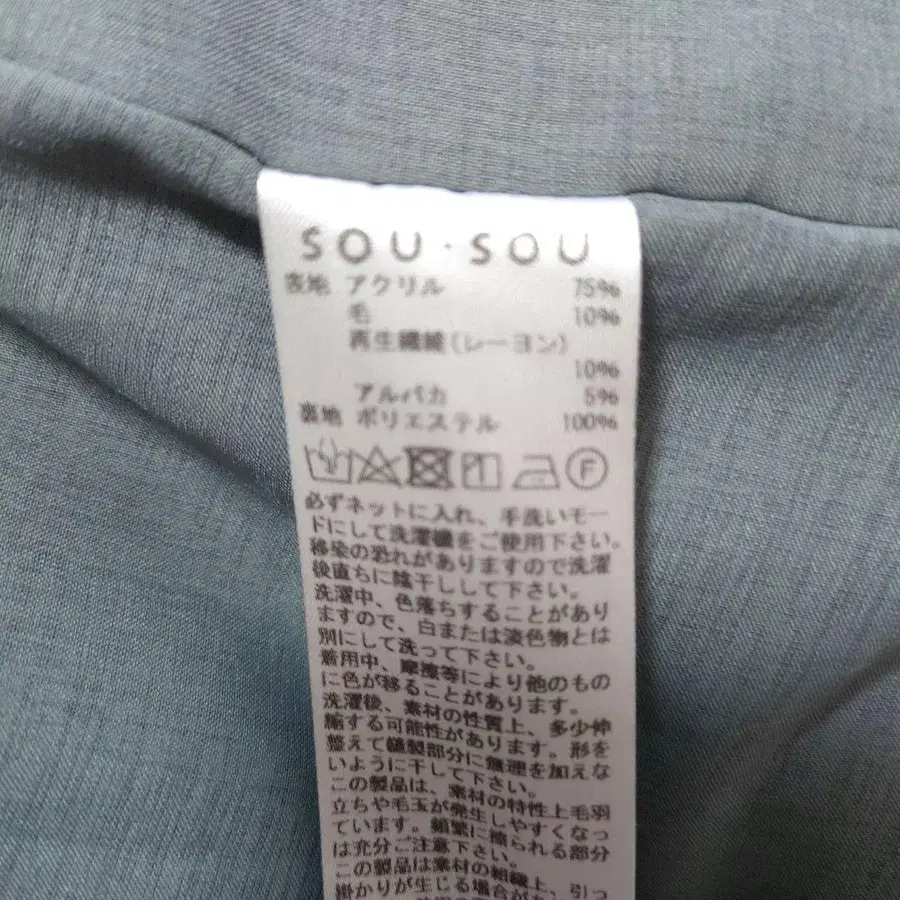 SOU・SOU
表地 アクリル 75%
毛 10%
再生繊維(レーヨン)
10%
アルパカ 5%
裏地 ポリエステル 100%
F
必ずネットに入れ、手洗いモー
ドにして洗濯機をご使用下さい。
移染の恐れがありますので洗濯
後直ちに陰干しして下さい。
洗濯中、色落ちすることがあり
ますので、白または淡色物とは
別にして洗って下さい。
着用中、摩擦等により他のもの
に色が移ることがあります。
洗濯後、素材の性質上、多少伸
縮する可能性があります。形を
整えて縫製部分に無理を加えな
いように干して下さい。
この製品は、素材の特性上毛羽
立ちや毛玉が発生しやすくなっ
ています。頻繁に擦られる部分
は充分ご注意下さい。
この製品は素材の組織上、引っ
掛かりが生じる場合が